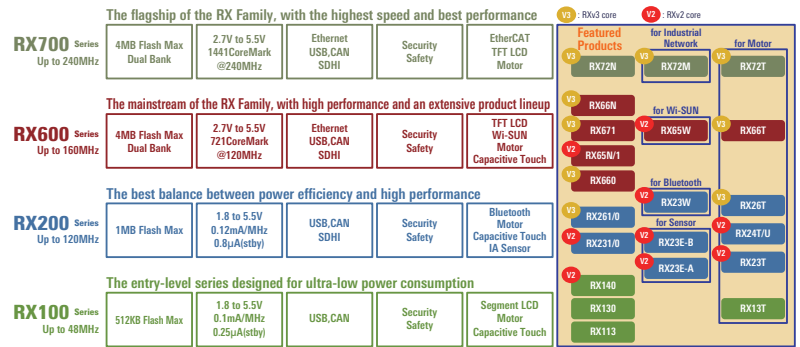 The flagship of the RX Family, with the highest speed and best performance
RX700 Series
Up to 240MHz
4MB Flash Max
Dual Bank
2.7V to 5.5V
1441CoreMark
@240MHz
Ethernet
USB,CAN
SDHI
Security
Safety
EtherCAT
TFT LCD
Motor
The mainstream of the RX Family, with high performance and an extensive product lineup
RX600 Series
Up to 160MHz
4MB Flash Max
Dual Bank
2.7V to 5.5V
721CoreMark
@120MHz
Ethernet
USB,CAN
SDHI
Security
Safety
TFT LCD
Wi-SUN
Motor
Capacitive Touch
The best balance between power efficiency and high performance
RX200 Series
Up to 120MHz
1MB Flash Max
1.8 to 5.5V
0.12mA/MHz
0.8µA(stby)
USB,CAN
SDHI
Security
Safety
Bluetooth
Motor
Capacitive Touch
IA Sensor
The entry-level series designed for ultra-low power consumption
RX100 Series
Up to 48MHz
512KB Flash Max
1.8 to 5.5V
0.1mA/MHz
0.25µA(stby)
USB,CAN
Security
Safety
Segment LCD
Motor
Capacitive Touch
V3 : RXv3 core
V2 : RXv2 core
Featured
Products
V3 RX72N
V3 RX66N
V3 RX671
V2 RX65N/1
V3 RX660
V3 RX261/0
V2 RX231/0
V2 RX140
RX130
RX113
for Industrial
Network
V3 RX72M
for Wi-SUN
V2 RX65W
for Bluetooth
V2 RX23W
for Sensor
V2 RX23E-B
V2 RX23E-A
for Motor
V3 RX72T
V3 RX66T
V3 RX26T
V2 RX24T/U
V2 RX23T
RX13T